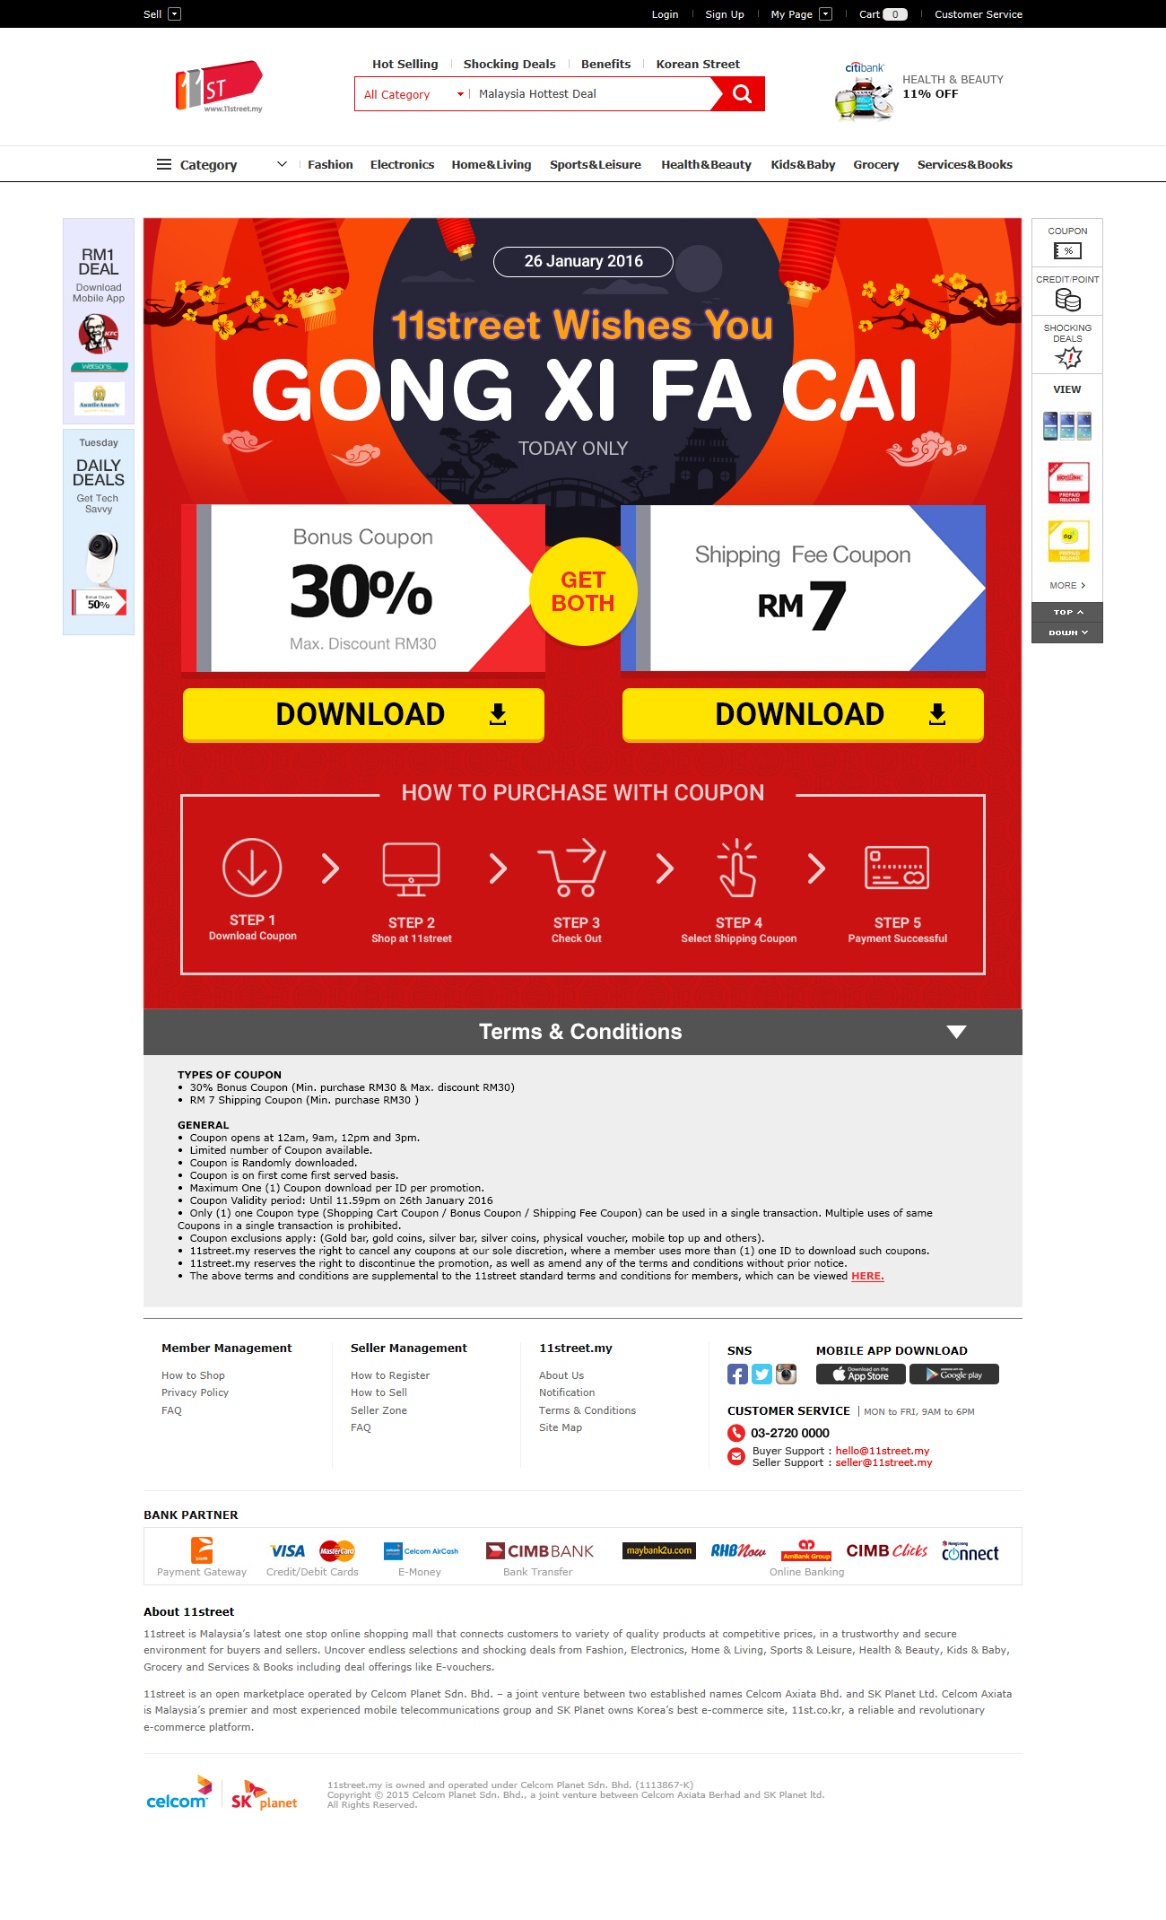 Sell
Login
Sign Up
My Page
Cart 0
Customer Service
11ST
www.11street.my
Hot Selling
Shocking Deals
Benefits
Korean Street
All Category
Malaysia Hottest Deal
citibank
HEALTH & BEAUTY
11% OFF
Category
Fashion
Electronics
Home&Living
Sports&Leisure
Health&Beauty
Kids&Baby
Grocery
Services&Books
RM1
DEAL
Download
Mobile App
KFC
watsons
Auntie Anne's
Tuesday
DAILY
DEALS
Get Tech
Savvy
Bonus Coupon
50%
26 January 2016
11street Wishes You
GONG XI FA CAI
TODAY ONLY
Bonus Coupon
30%
Max. Discount RM30
GET
BOTH
Shipping Fee Coupon
RM7
DOWNLOAD
DOWNLOAD
HOW TO PURCHASE WITH COUPON
STEP 1
Download Coupon
STEP 2
Shop at 11street
STEP 3
Check Out
STEP 4
Select Shipping Coupon
STEP 5
Payment Successful
COUPON
%
CREDIT/POINT
SHOCKING
DEALS
VIEW
PREPAID
RELOAD
PREPAID
RELOAD
MORE
TOP
DOWN
Terms & Conditions
TYPES OF COUPON
• 30% Bonus Coupon (Min. purchase RM30 & Max. discount RM30)
• RM 7 Shipping Coupon (Min. purchase RM30 )
GENERAL
• Coupon opens at 12am, 9am, 12pm and 3pm.
• Limited number of Coupon available.
• Coupon is Randomly downloaded.
• Coupon is on first come first served basis.
• Maximum One (1) Coupon download per ID per promotion.
• Coupon Validity period: Until 11.59pm on 26th January 2016
• Only (1) one Coupon type (Shopping Cart Coupon / Bonus Coupon / Shipping Fee Coupon) can be used in a single transaction. Multiple uses of same
Coupons in a single transaction is prohibited.
• Coupon exclusions apply: (Gold bar, gold coins, silver bar, silver coins, physical voucher, mobile top up and others).
• 11street.my reserves the right to cancel any coupons at our sole discretion, where a member uses more than (1) one ID to download such coupons.
• 11street.my reserves the right to discontinue the promotion, as well as amend any of the terms and conditions without prior notice.
• The above terms and conditions are supplemental to the 11street standard terms and conditions for members, which can be viewed HERE.
Member Management
How to Shop
Privacy Policy
FAQ
Seller Management
How to Register
How to Sell
Seller Zone
FAQ
11street.my
About Us
Notification
Terms & Conditions
Site Map
SNS
MOBILE APP DOWNLOAD
Download on the
App Store
Google play
CUSTOMER SERVICE | MON to FRI, 9AM to 6PM
03-2720 0000
Buyer Support : hello@11street.my
Seller Support : seller@11street.my
BANK PARTNER
VISA
MasterCard
Celcom AirCash
CIMB BANK
maybank2u.com
RHB Now
AmBank Group
CIMB Clicks
HongLeong
Connect
Payment Gateway
Credit/Debit Cards
E-Money
Bank Transfer
Online Banking
About 11street
11street is Malaysia's latest one stop online shopping mall that connects customers to variety of quality products at competitive prices, in a trustworthy and secure
environment for buyers and sellers. Uncover endless selections and shocking deals from Fashion, Electronics, Home & Living, Sports & Leisure, Health & Beauty, Kids & Baby,
Grocery and Services & Books including deal offerings like E-vouchers.
11street is an open marketplace operated by Celcom Planet Sdn. Bhd. – a joint venture between two established names Celcom Axiata Bhd. and SK Planet Ltd. Celcom Axiata
is Malaysia's premier and most experienced mobile telecommunications group and SK Planet owns Korea's best e-commerce site, 11st.co.kr, a reliable and revolutionary
e-commerce platform.
celcom
SK planet
11street.my is owned and operated under Celcom Planet Sdn. Bhd. (1113867-K)
Copyright © 2015 Celcom Planet Sdn. Bhd., a joint venture between Celcom Axiata Berhad and SK Planet ltd.
All Rights Reserved.